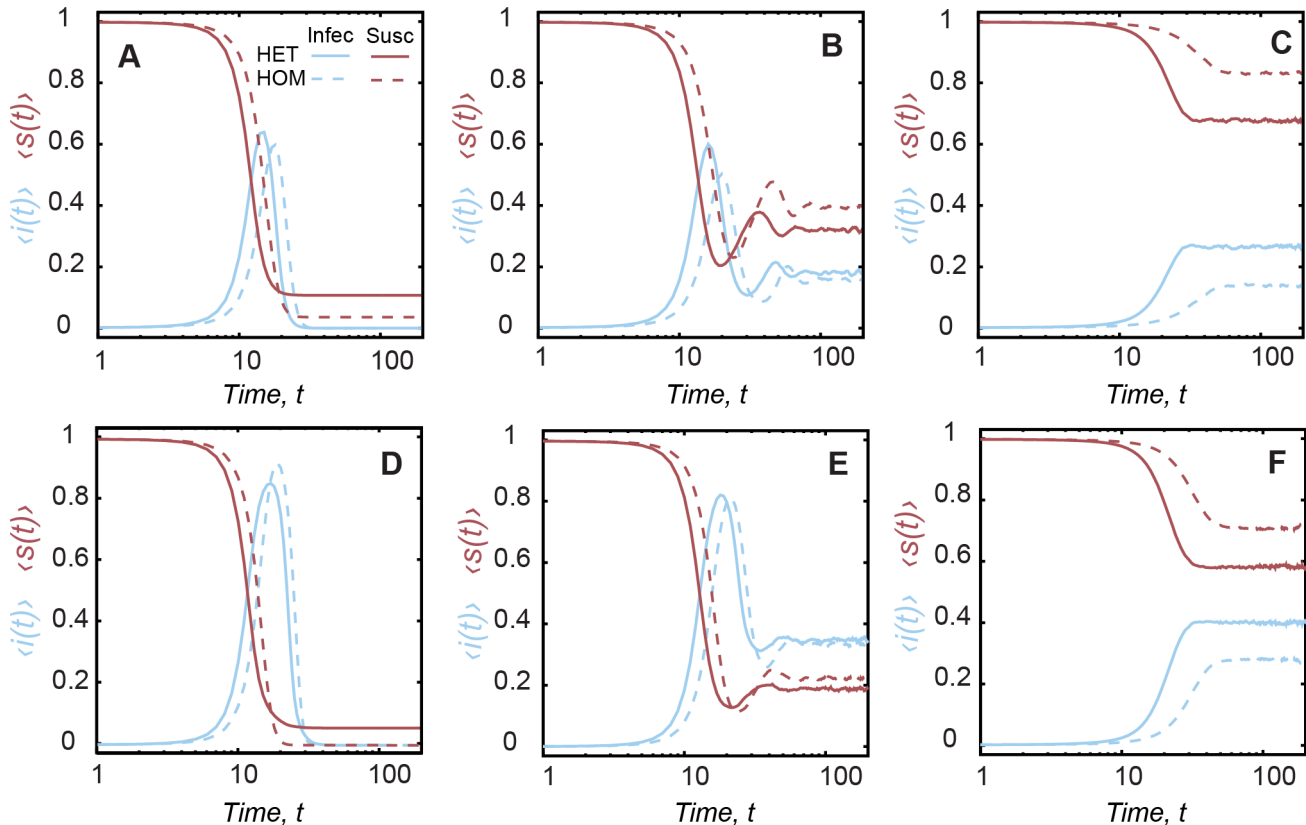 A
Infec Susc
HET
HOM
1
0.8
0.6
0.4
0.2
0
⟨i(t)⟩ ⟨s(t)⟩
1 10 100
Time, t
B
1
0.8
0.6
0.4
0.2
0
⟨i(t)⟩ ⟨s(t)⟩
1 10 100
Time, t
C
1
0.8
0.6
0.4
0.2
0
⟨i(t)⟩ ⟨s(t)⟩
1 10 100
Time, t
D
1
0.8
0.6
0.4
0.2
0
⟨i(t)⟩ ⟨s(t)⟩
1 10 100
Time, t
E
1
0.8
0.6
0.4
0.2
0
⟨i(t)⟩ ⟨s(t)⟩
1 10 100
Time, t
F
1
0.8
0.6
0.4
0.2
0
⟨i(t)⟩ ⟨s(t)⟩
1 10 100
Time, t